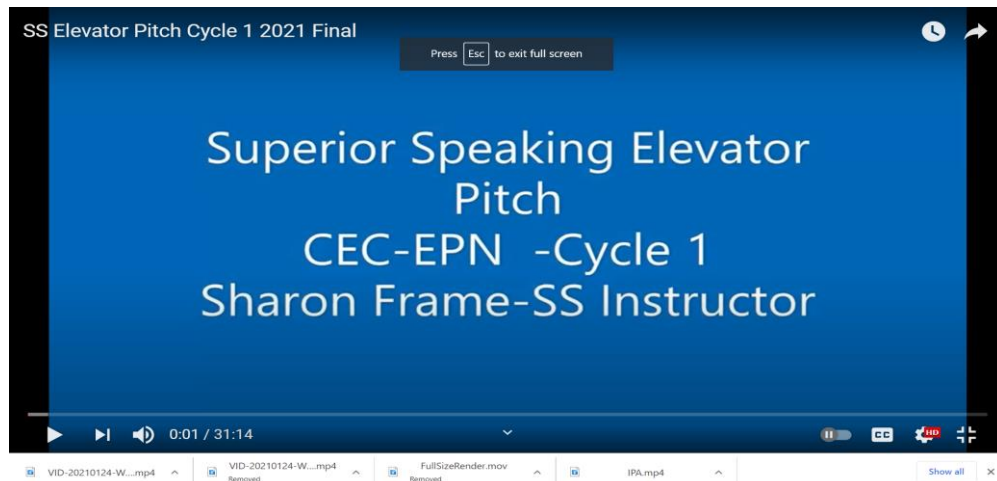 SS Elevator Pitch Cycle 1 2021 Final
Press Esc to exit full screen
Superior Speaking Elevator
Pitch
CEC-EPN -Cycle 1
Sharon Frame-SS Instructor
0:01 / 31:14
CC
HD
VID-20210124-W....mp4
VID-20210124-W....mp4
Removed
FullSizeRender.mov
Removed
IPA.mp4
Show all